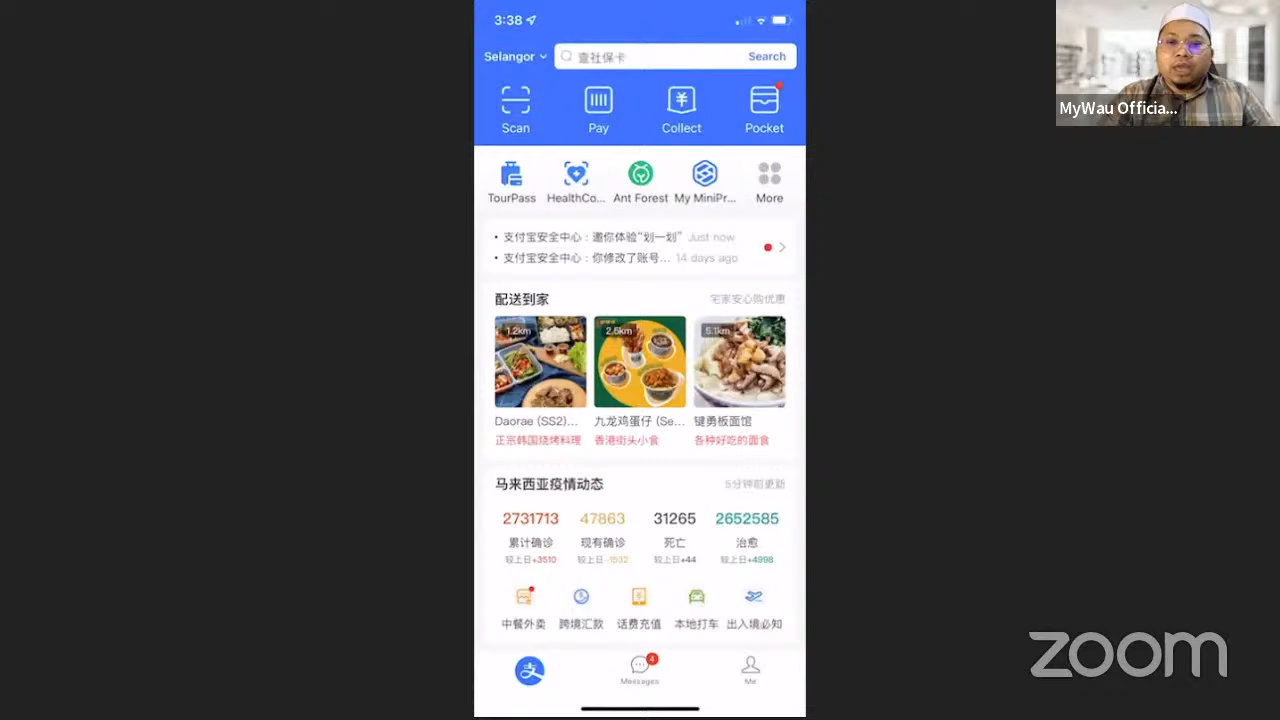 3:38
Selangor
查社保卡
Search
Scan
Pay
Collect
Pocket
TourPass
HealthCo...
Ant Forest
My MiniPr...
More
• 支付宝安全中心：邀你体验“划一划” Just now
• 支付宝安全中心：你修改了账号... 14 days ago
配送到家
宅家安心购优惠
1.2km
2.6km
5.1km
Daorae (SS2)...
九龙鸡蛋仔 (Se...
键勇板面馆
正宗韩国烧烤料理
香港街头小食
各种好吃的面食
马来西亚疫情动态
5分钟前更新
2731713
47863
31265
2652585
累计确诊
现有确诊
死亡
治愈
较上日+3510
较上日-1532
较上日+44
较上日+4998
中餐外卖
跨境汇款
话费充值
本地打车
出入境必知
4
Messages
Me
MyWau Officia...
zoom